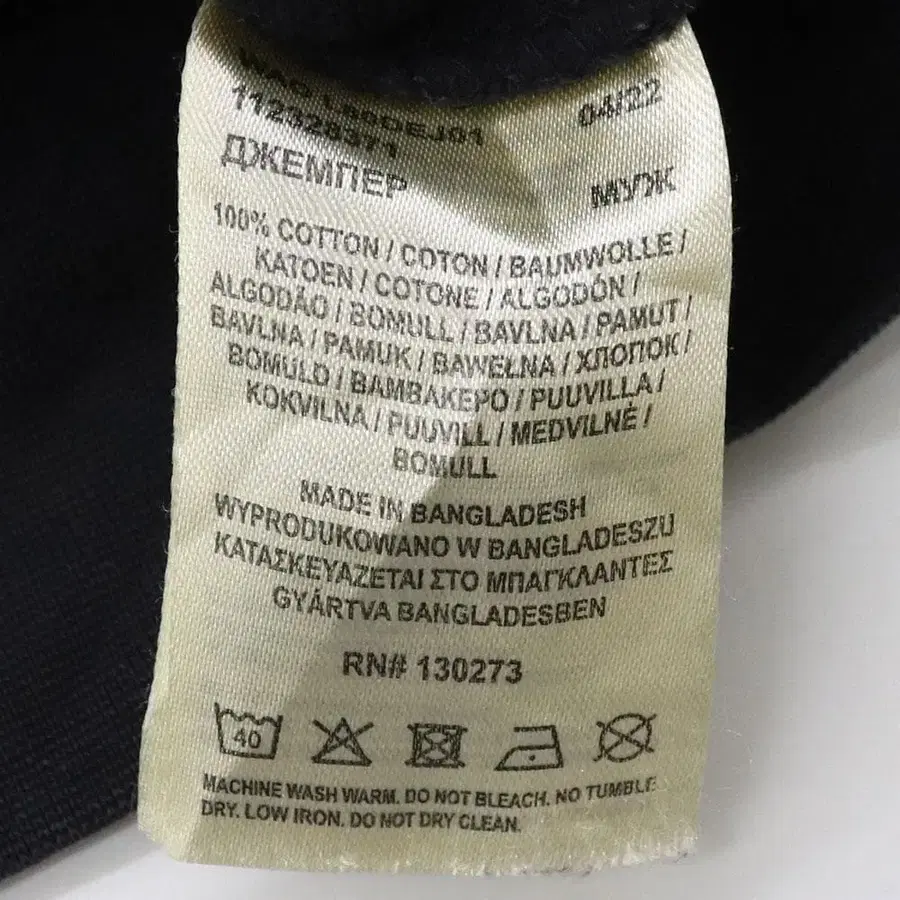 04/22
ДЖЕМПЕР МУЖ
100% COTTON / COTON / BAUMWOLLE /
KATOEN / COTONE / ALGODÓN /
ALGODÃO / BOMULL / BAVLNA / PAMUT /
BAVLNA / PAMUK / BAWEŁNA / ХЛОПОК /
BOMULD / ΒΑΜΒΑΚΕΡΟ / PUUVILLA /
KOKVILNA / PUUVILL / MEDVILNĖ /
BOMULL
MADE IN BANGLADESH
WYPRODUKOWANO W BANGLADESZU
ΚΑΤΑΣΚΕΥΑΖΕΤΑΙ ΣΤΟ ΜΠΑΓΚΛΑΝΤΕΣ
GYÁRTVA BANGLADESBEN
RN# 130273
40
MACHINE WASH WARM. DO NOT BLEACH. NO TUMBLE
DRY. LOW IRON. DO NOT DRY CLEAN.